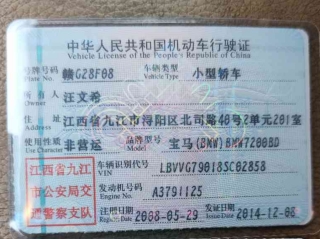 中华人民共和国机动车行驶证
Vehicle License of the People's Republic of China
号牌号码 赣G28F08 车辆类型 小型轿车
Plate No. Vehicle Type
所有人 汪文希
Owner
住址 江西省九江市浔阳区北司路48号2单元201室
Address
使用性质 非营运 品牌型号 宝马(BMW)BMW7200BD
Use Character Model
江西省九江市公安局交通警察支队
车辆识别代号 LBVVG79018SC02858
VIN
发动机号码 A3791125
Engine No.
注册日期 2008-05-29 发证日期 2014-12-08
Register Date Issue Date